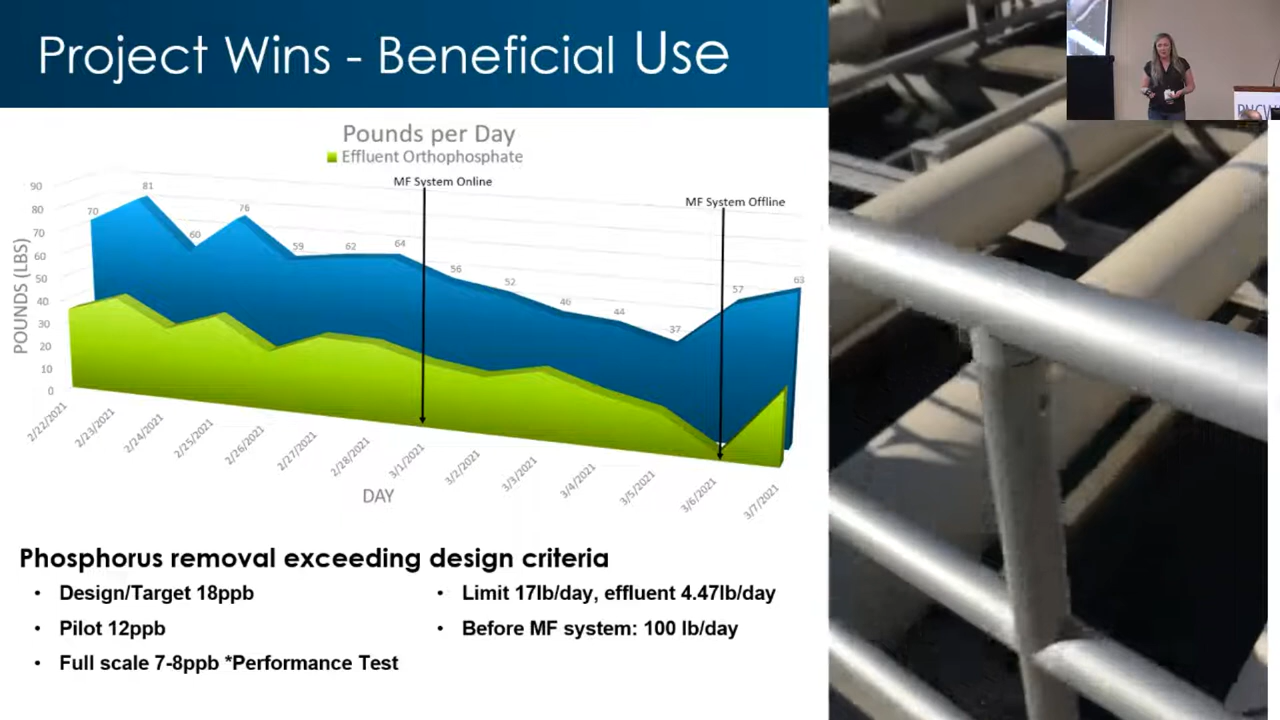 Project Wins - Beneficial Use
Pounds per Day
Effluent Orthophosphate
MF System Online
MF System Offline
POUNDS (LBS)
90
80
70
60
50
40
30
20
10
0
70
81
60
76
59
62
64
56
52
46
44
37
57
63
2/22/2021
2/23/2021
2/24/2021
2/25/2021
2/26/2021
2/27/2021
2/28/2021
3/1/2021
3/2/2021
3/3/2021
3/4/2021
3/5/2021
3/6/2021
3/7/2021
DAY
Phosphorus removal exceeding design criteria
• Design/Target 18ppb
• Pilot 12ppb
• Full scale 7-8ppb *Performance Test
• Limit 17lb/day, effluent 4.47lb/day
• Before MF system: 100 lb/day